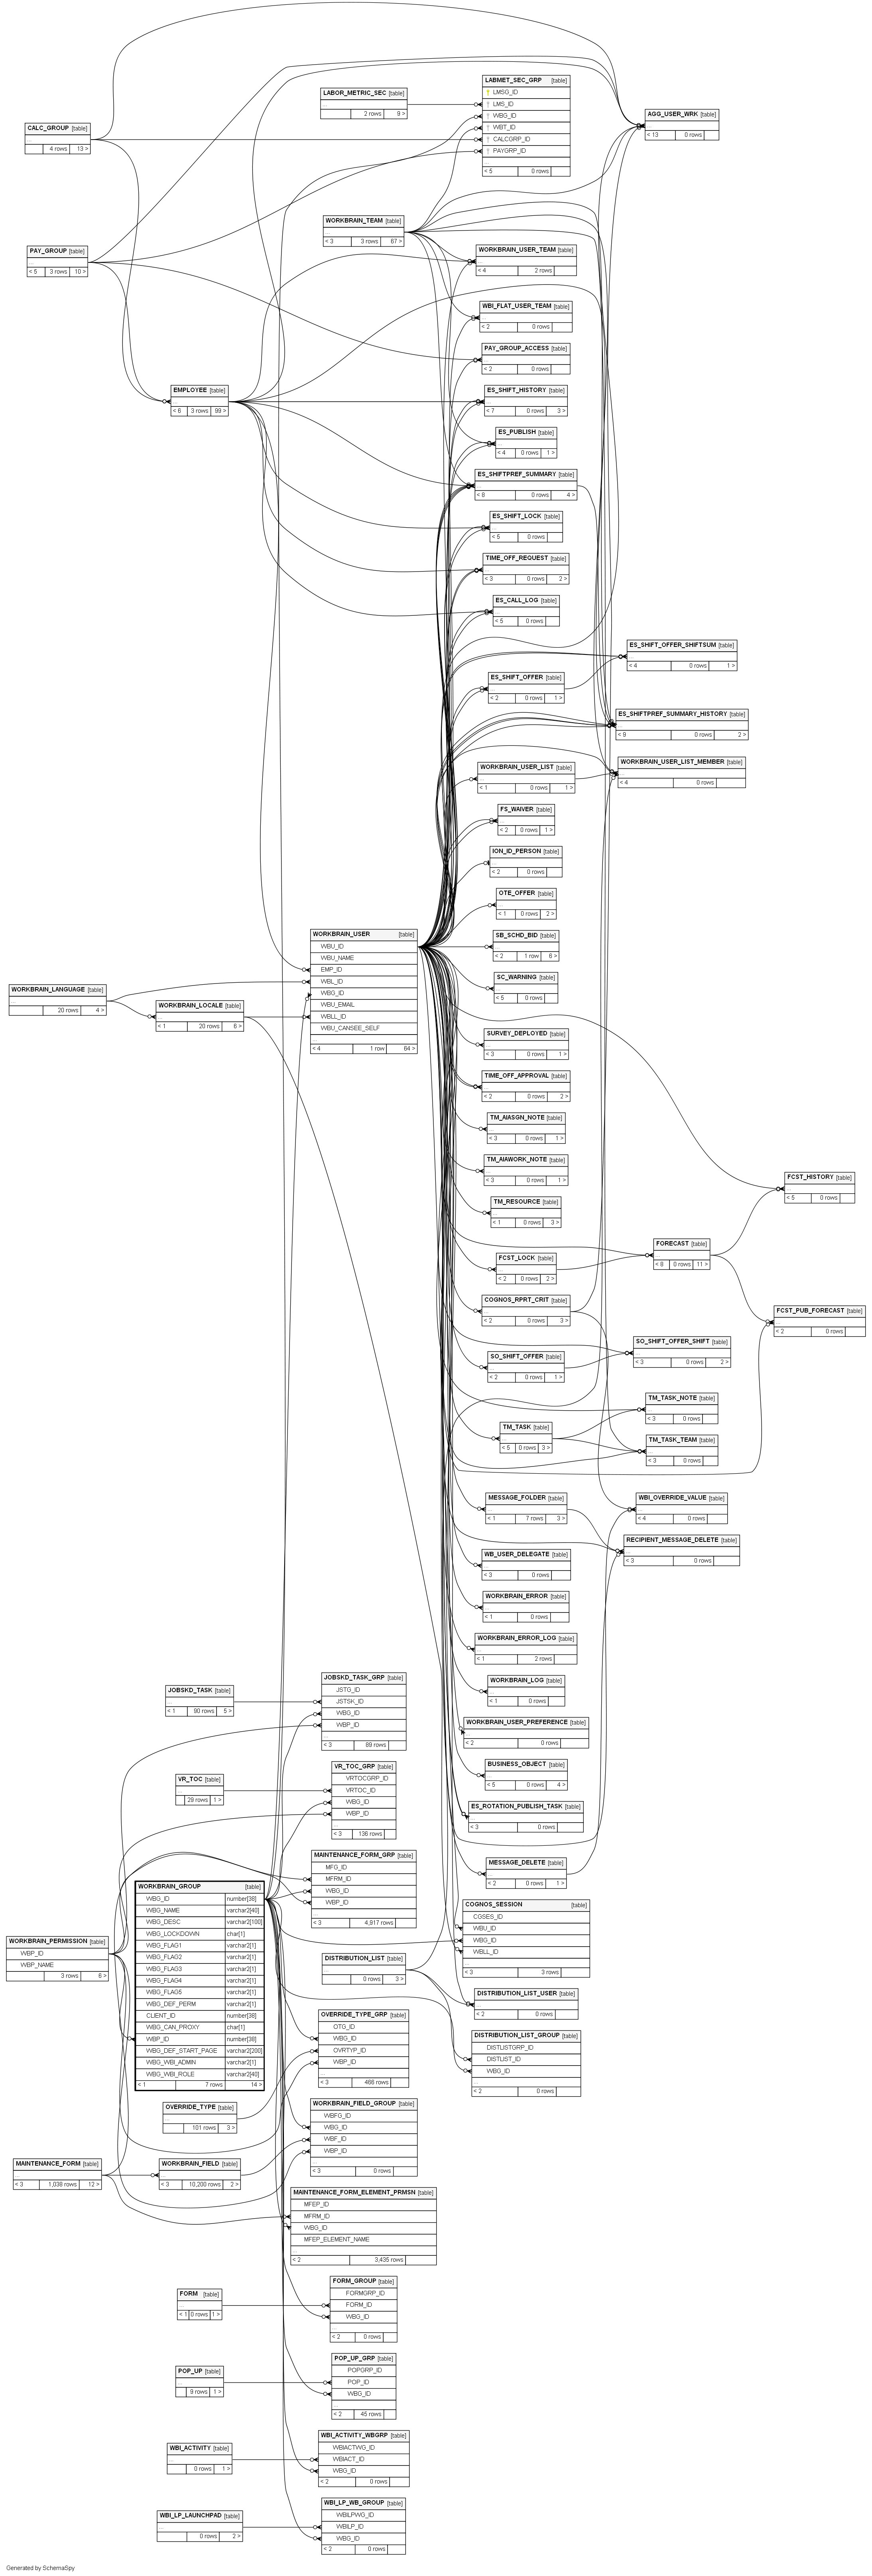 LABMET_SEC_GRP [table]
LMSG_ID
LMS_ID
WBG_ID
WBT_ID
CALCGRP_ID
PAYGRP_ID
...
< 5 0 rows
LABOR_METRIC_SEC [table]
...
2 rows 9 >
AGG_USER_WRK [table]
...
< 13 0 rows
CALC_GROUP [table]
...
4 rows 13 >
WORKBRAIN_TEAM [table]
...
< 3 3 rows 67 >
PAY_GROUP [table]
...
< 5 3 rows 10 >
WORKBRAIN_USER_TEAM [table]
...
< 4 2 rows
WBI_FLAT_USER_TEAM [table]
...
< 2 0 rows
PAY_GROUP_ACCESS [table]
...
< 2 0 rows
EMPLOYEE [table]
...
< 6 3 rows 99 >
ES_SHIFT_HISTORY [table]
...
< 7 0 rows 3 >
ES_PUBLISH [table]
...
< 4 0 rows 1 >
ES_SHIFTPREF_SUMMARY [table]
...
< 8 0 rows 4 >
ES_SHIFT_LOCK [table]
...
< 5 0 rows
TIME_OFF_REQUEST [table]
...
< 3 0 rows 2 >
ES_CALL_LOG [table]
...
< 5 0 rows
ES_SHIFT_OFFER_SHIFTSUM [table]
...
< 4 0 rows 1 >
ES_SHIFT_OFFER [table]
...
< 2 0 rows 1 >
ES_SHIFTPREF_SUMMARY_HISTORY [table]
...
< 9 0 rows 2 >
WORKBRAIN_USER_LIST [table]
...
< 1 0 rows 1 >
WORKBRAIN_USER_LIST_MEMBER [table]
...
< 4 0 rows
FS_WAIVER [table]
...
< 2 0 rows 1 >
ION_ID_PERSON [table]
...
< 2 0 rows
OTE_OFFER [table]
...
< 1 0 rows 2 >
WORKBRAIN_USER [table]
WBU_ID
WBU_NAME
EMP_ID
WBL_ID
WBG_ID
WBU_EMAIL
WBLL_ID
WBU_CANSEE_SELF
...
< 4 1 row 64 >
SB_SCHD_BID [table]
...
< 2 1 row 6 >
SC_WARNING [table]
...
< 5 0 rows
WORKBRAIN_LANGUAGE [table]
...
20 rows 4 >
WORKBRAIN_LOCALE [table]
...
< 1 20 rows 6 >
SURVEY_DEPLOYED [table]
...
< 3 0 rows 1 >
TIME_OFF_APPROVAL [table]
...
< 2 0 rows 2 >
TM_AIASGN_NOTE [table]
...
< 3 0 rows 1 >
TM_AIAWORK_NOTE [table]
...
< 3 0 rows 1 >
FCST_HISTORY [table]
...
< 5 0 rows
TM_RESOURCE [table]
...
< 1 0 rows 3 >
FORECAST [table]
...
< 8 0 rows 11 >
FCST_LOCK [table]
...
< 2 0 rows 2 >
COGNOS_RPRT_CRIT [table]
...
< 2 0 rows 3 >
FCST_PUB_FORECAST [table]
...
< 2 0 rows
SO_SHIFT_OFFER_SHIFT [table]
...
< 3 0 rows 2 >
SO_SHIFT_OFFER [table]
...
< 2 0 rows 1 >
TM_TASK_NOTE [table]
...
< 3 0 rows
TM_TASK [table]
...
< 5 0 rows 3 >
TM_TASK_TEAM [table]
...
< 3 0 rows
MESSAGE_FOLDER [table]
...
< 1 7 rows 3 >
WBI_OVERRIDE_VALUE [table]
...
< 4 0 rows
RECIPIENT_MESSAGE_DELETE [table]
...
< 3 0 rows
WB_USER_DELEGATE [table]
...
< 3 0 rows
WORKBRAIN_ERROR [table]
...
< 1 0 rows
WORKBRAIN_ERROR_LOG [table]
...
< 1 2 rows
WORKBRAIN_LOG [table]
...
< 1 0 rows
JOBSKD_TASK [table]
...
< 1 90 rows 5 >
JOBSKD_TASK_GRP [table]
JSTG_ID
JSTSK_ID
WBG_ID
WBP_ID
...
< 3 89 rows
WORKBRAIN_USER_PREFERENCE [table]
...
< 2 0 rows
BUSINESS_OBJECT [table]
...
< 5 0 rows 4 >
VR_TOC [table]
...
29 rows 1 >
VR_TOC_GRP [table]
VRTOCGRP_ID
VRTOC_ID
WBG_ID
WBP_ID
...
< 3 136 rows
ES_ROTATION_PUBLISH_TASK [table]
...
< 3 0 rows
MAINTENANCE_FORM_GRP [table]
MFG_ID
MFRM_ID
WBG_ID
WBP_ID
...
< 3 4,917 rows
MESSAGE_DELETE [table]
...
< 2 0 rows 1 >
WORKBRAIN_GROUP [table]
WBG_ID number[38]
WBG_NAME varchar2[40]
WBG_DESC varchar2[100]
WBG_LOCKDOWN char[1]
WBG_FLAG1 varchar2[1]
WBG_FLAG2 varchar2[1]
WBG_FLAG3 varchar2[1]
WBG_FLAG4 varchar2[1]
WBG_FLAG5 varchar2[1]
WBG_DEF_PERM varchar2[1]
CLIENT_ID number[38]
WBG_CAN_PROXY char[1]
WBP_ID number[38]
WBG_DEF_START_PAGE varchar2[200]
WBG_WBI_ADMIN varchar2[1]
WBG_WBI_ROLE varchar2[40]
< 1 7 rows 14 >
COGNOS_SESSION [table]
CGSES_ID
WBU_ID
WBG_ID
WBLL_ID
...
< 3 3 rows
WORKBRAIN_PERMISSION [table]
WBP_ID
WBP_NAME
3 rows 8 >
DISTRIBUTION_LIST [table]
...
0 rows 3 >
DISTRIBUTION_LIST_USER [table]
...
< 2 0 rows
OVERRIDE_TYPE_GRP [table]
OTG_ID
WBG_ID
OVRTYP_ID
WBP_ID
...
< 3 466 rows
DISTRIBUTION_LIST_GROUP [table]
DISTLISTGRP_ID
DISTLIST_ID
WBG_ID
...
< 2 0 rows
OVERRIDE_TYPE [table]
...
101 rows 3 >
WORKBRAIN_FIELD_GROUP [table]
WBFG_ID
WBG_ID
WBF_ID
WBP_ID
...
< 3 0 rows
MAINTENANCE_FORM [table]
...
< 3 1,038 rows 12 >
WORKBRAIN_FIELD [table]
...
< 3 10,200 rows 2 >
MAINTENANCE_FORM_ELEMENT_PRMSN [table]
MFEP_ID
MFRM_ID
WBG_ID
MFEP_ELEMENT_NAME
...
< 2 3,435 rows
FORM [table]
...
< 1 0 rows 1 >
FORM_GROUP [table]
FORMGRP_ID
FORM_ID
WBG_ID
...
< 2 0 rows
POP_UP [table]
...
9 rows 1 >
POP_UP_GRP [table]
POPGRP_ID
POP_ID
WBG_ID
...
< 2 45 rows
WBI_ACTIVITY [table]
...
0 rows 1 >
WBI_ACTIVITY_WBGRP [table]
WBIACTWG_ID
WBIACT_ID
WBG_ID
< 2 0 rows
WBI_LP_LAUNCHPAD [table]
...
0 rows 2 >
WBI_LP_WB_GROUP [table]
WBILPWG_ID
WBILP_ID
WBG_ID
< 2 0 rows
Generated by SchemaSpy